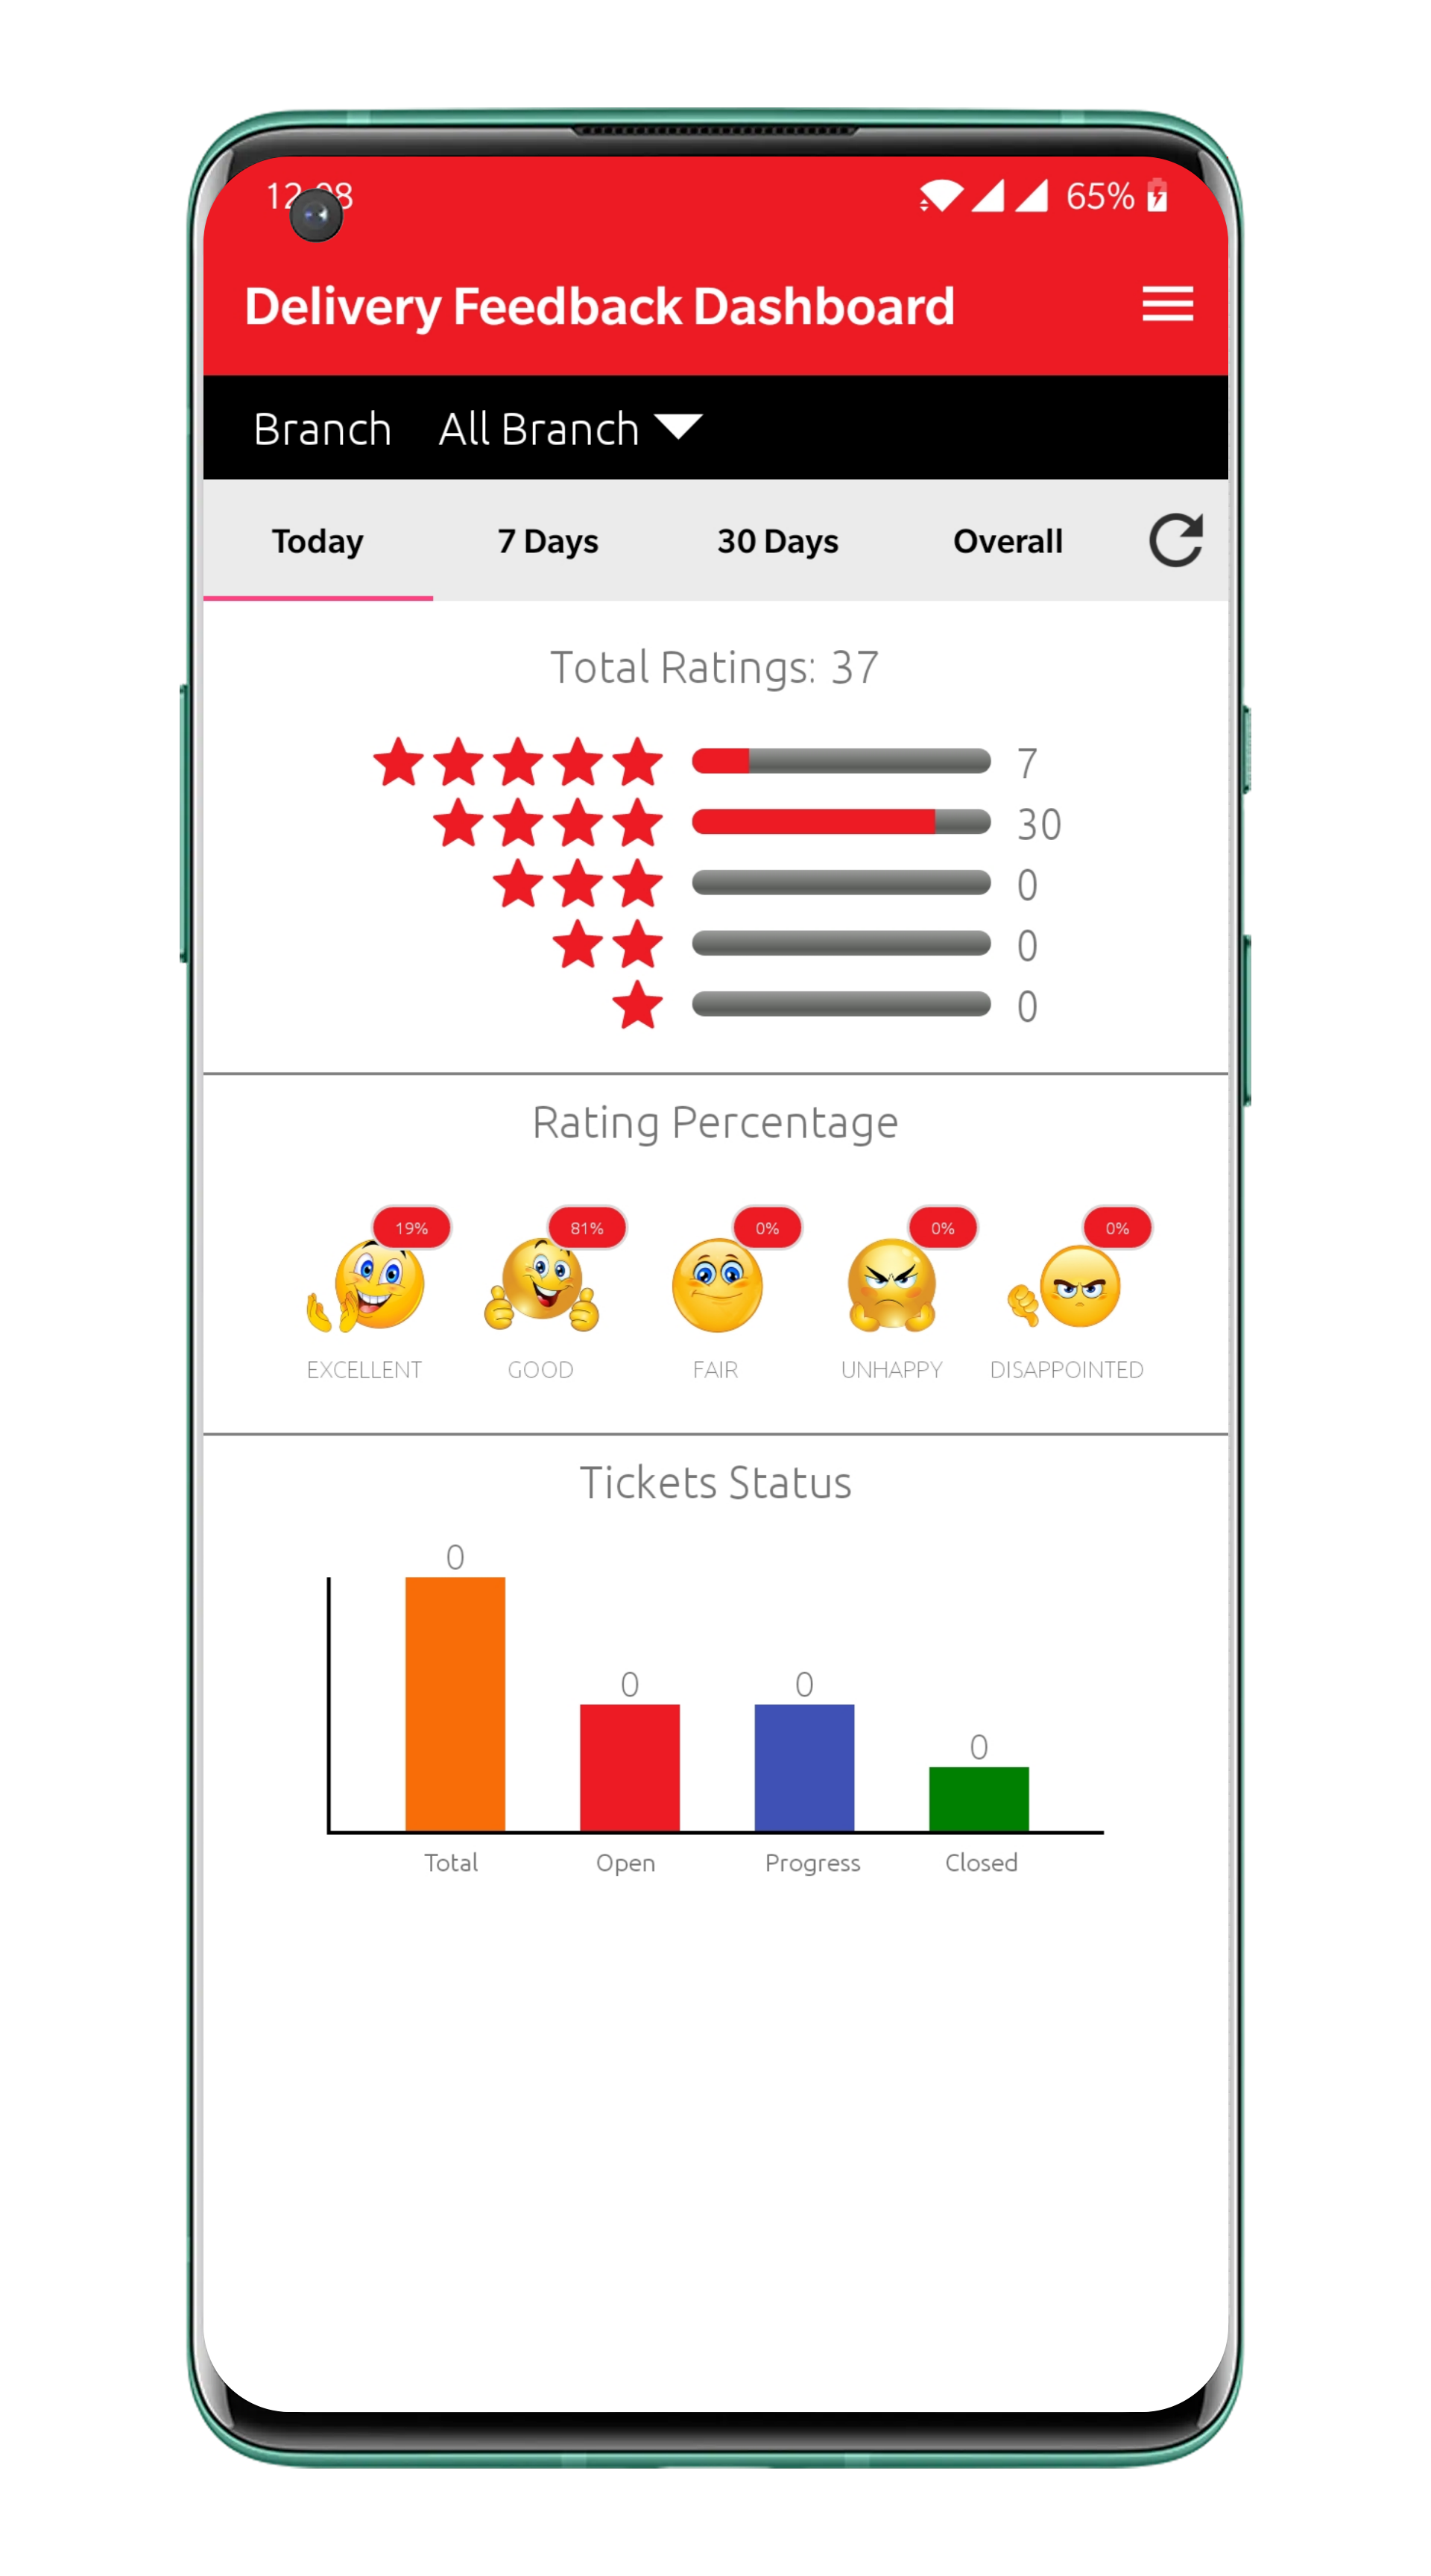 65%
Delivery Feedback Dashboard
Branch All Branch
Today 7 Days 30 Days Overall
Total Ratings: 37
7
30
0
0
0
Rating Percentage
19% 81% 0% 0% 0%
EXCELLENT GOOD FAIR UNHAPPY DISAPPOINTED
Tickets Status
0
0 0
0
Total Open Progress Closed